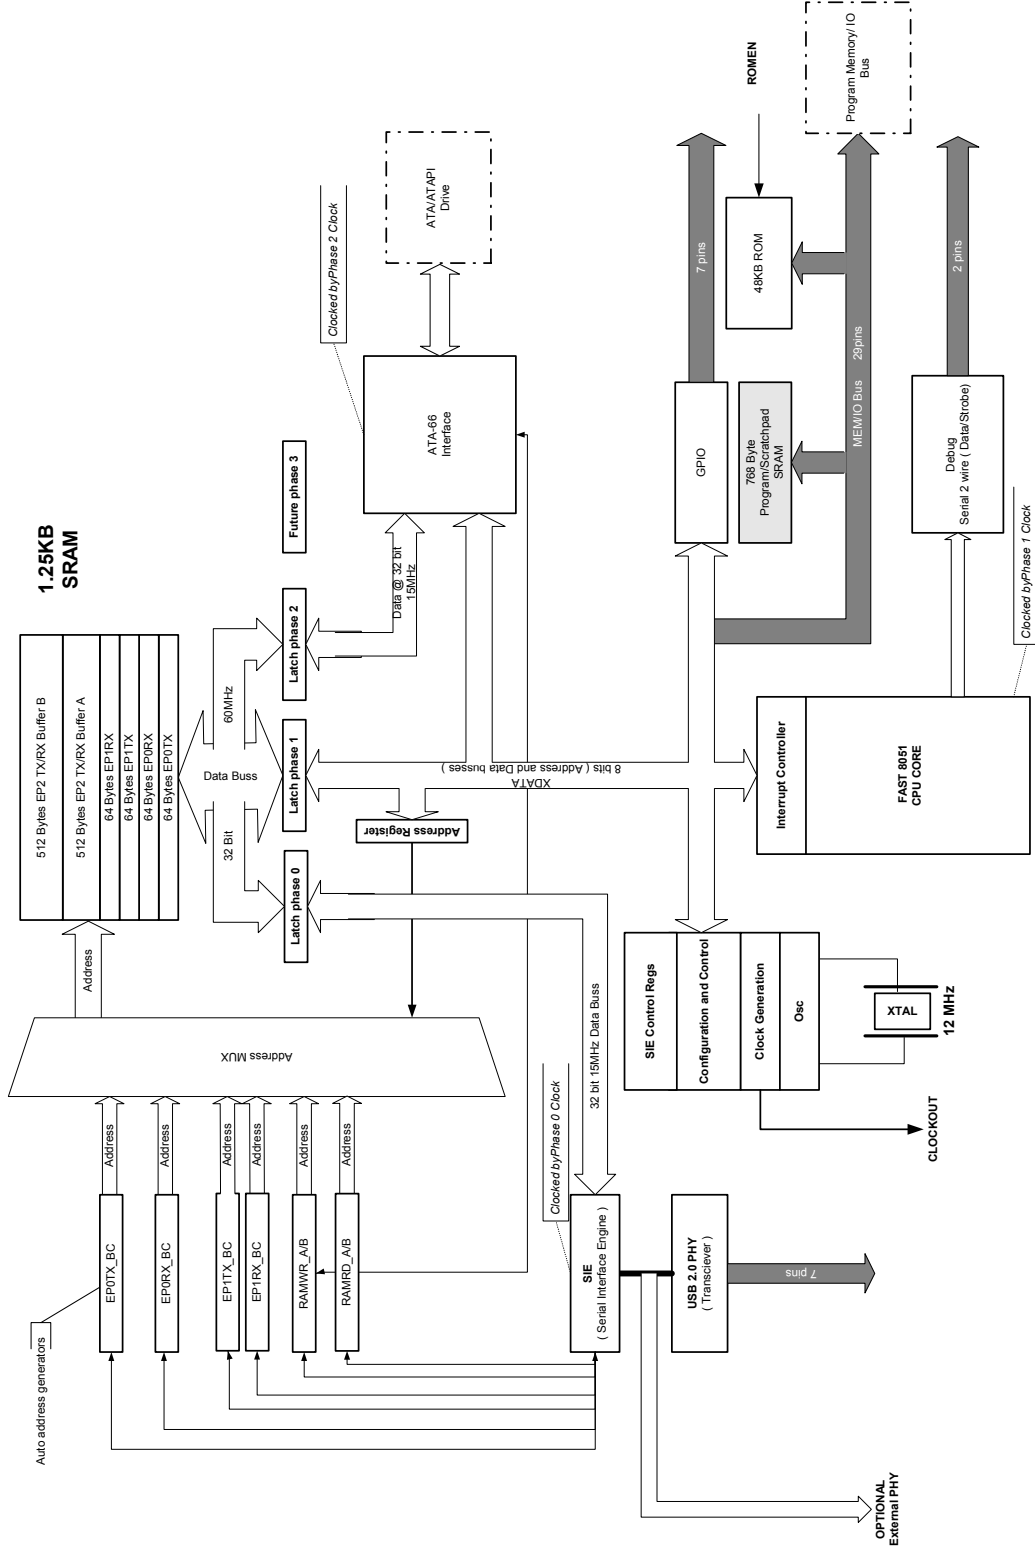 Auto address generators
EP0TX_BC
EP0RX_BC
EP1TX_BC
EP1RX_BC
RAMWR_A/B
RAMRD_A/B
Address
Address
Address
Address
Address
Address
Address MUX
Address
512 Bytes EP2 TX/RX Buffer B
512 Bytes EP2 TX/RX Buffer A
64 Bytes EP1RX
64 Bytes EP1TX
64 Bytes EP0RX
64 Bytes EP0TX
1.25KB
SRAM
32 Bit
Data Buss
60MHz
Latch phase 0
Latch phase 1
Latch phase 2
Future phase 3
Address Register
Data @ 32 bit
15MHz
Clocked byPhase 2 Clock
ATA-66
Interface
ATA/ATAPI
Drive
XDATA
8 bits ( Address and Data busses )
32 bit 15MHz Data Buss
Clocked byPhase 0 Clock
SIE
( Serial Interface Engine )
USB 2.0 PHY
( Transciever )
7 pins
OPTIONAL
External PHY
SIE Control Regs
Configuration and Control
Clock Generation
Osc
XTAL
12 MHz
CLOCKOUT
Interrupt Controller
FAST 8051
CPU CORE
Clocked byPhase 1 Clock
GPIO
7 pins
768 Byte
Program/Scratchpad
SRAM
48KB ROM
ROMEN
MEM/IO Bus 29pins
Program Memory/ IO
Bus
Debug
Serial 2 wire ( Data/Strobe)
2 pins